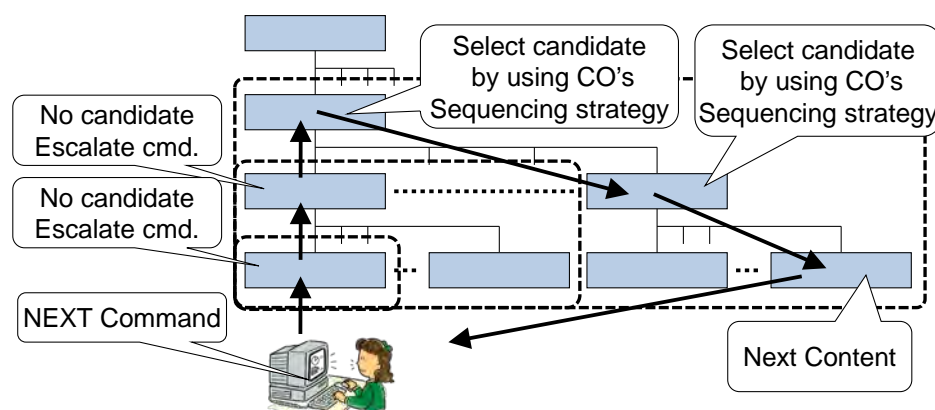 Select candidate
by using CO's
Sequencing strategy
Select candidate
by using CO's
Sequencing strategy
No candidate
Escalate cmd.
No candidate
Escalate cmd.
NEXT Command
Next Content